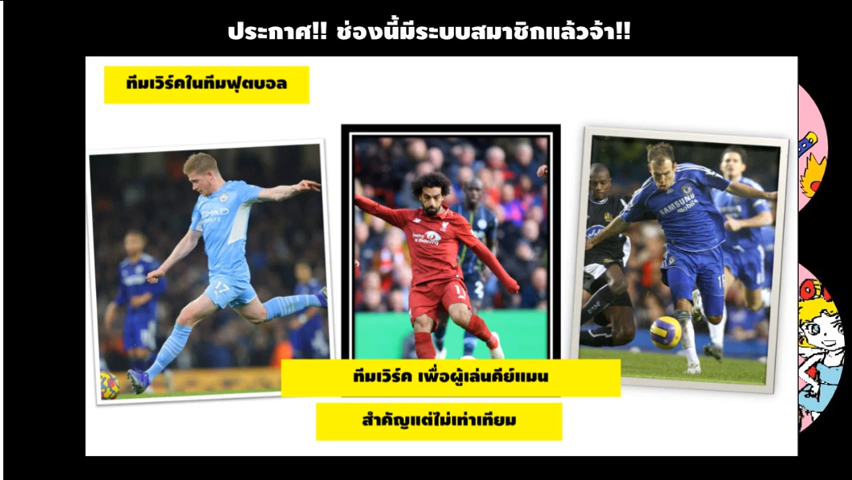 ประกาศ!! ช่องนี้มีระบบสมาชิกแล้วจ้า!!
ทีมเวิร์คในทีมฟุตบอล
SAMSUNG
mobile
17
ทีมเวิร์ค เพื่อผู้เล่นคีย์แมน
สำคัญแต่ไม่เท่าเทียม